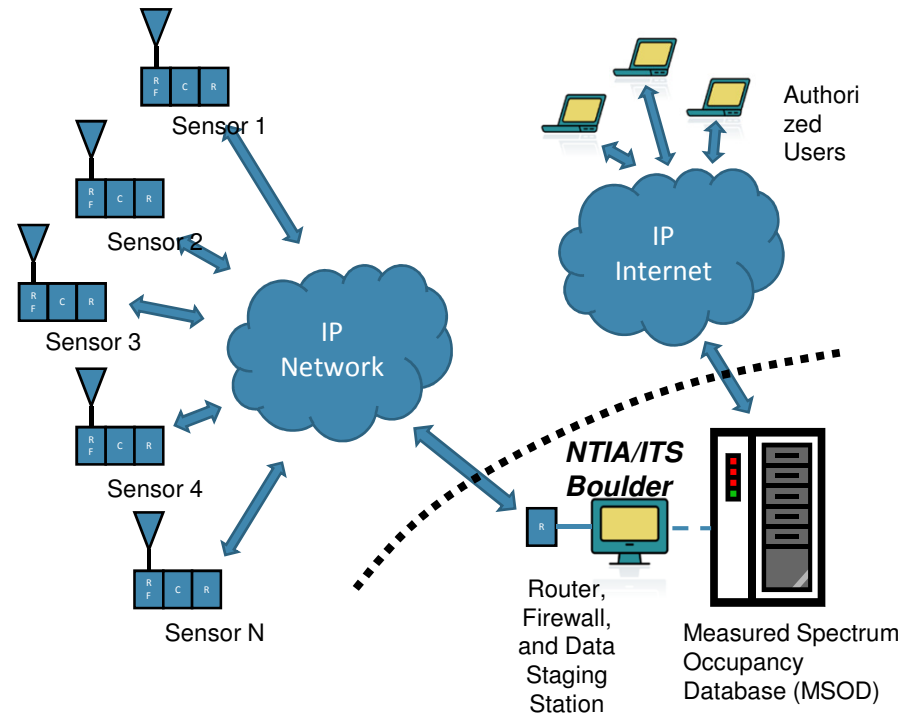 R
F
C
R
Sensor 1
R
F
C
R
Sensor 2
R
F
C
R
Sensor 3
R
F
C
R
Sensor 4
R
F
C
R
Sensor N
IP
Network
Authori
zed
Users
IP
Internet
NTIA/ITS
Boulder
R
Router,
Firewall,
and Data
Staging
Station
Measured Spectrum
Occupancy
Database (MSOD)